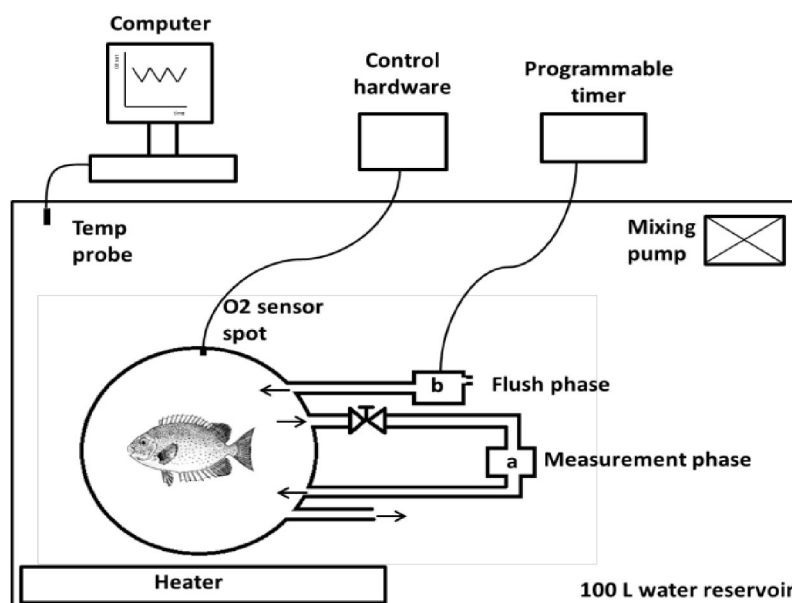 Computer
Control
hardware
Programmable
timer
time
Temp
probe
Mixing
pump
O2 sensor
spot
b
Flush phase
a
Measurement phase
Heater
100 L water reservoir